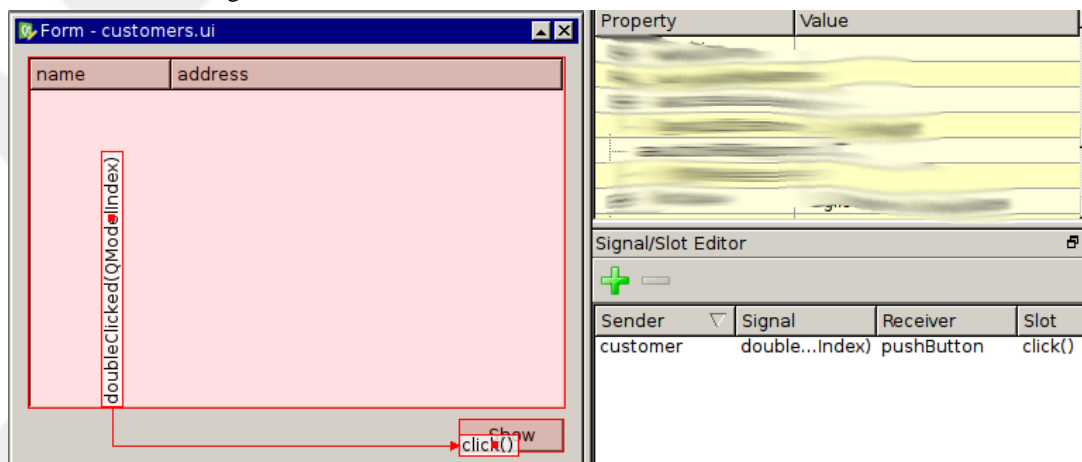 Form - customers.ui
name address
doubleClicked(QModelIndex)
Show
click()
Property Value
Signal/Slot Editor
Sender Signal Receiver Slot
customer double...Index) pushButton click()